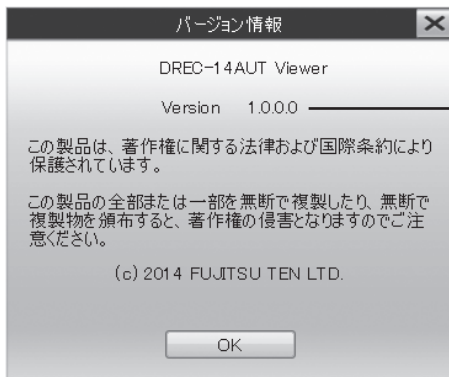 バージョン情報
DREC-14AUT Viewer
Version 1.0.0.0
この製品は、著作権に関する法律および国際条約により
保護されています。
この製品の全部または一部を無断で複製したり、無断で
複製物を頒布すると、著作権の侵害となりますのでご注
意ください。
(c) 2014 FUJITSU TEN LTD.
OK